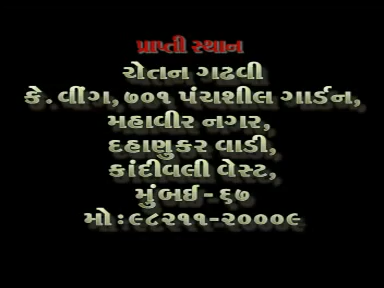 પ્રાપ્તી સ્થાન
ચેતન ગઢવી
કે. વીંગ, ૭૦૧ પંચશીલ ગાર્ડન,
મહાવીર નગર,
દહાણુકર વાડી,
કાંદીવલી વેસ્ટ,
મુંબઈ - ૬૭
મો : ૯૮૨૧૧-૨૦૦૦૯